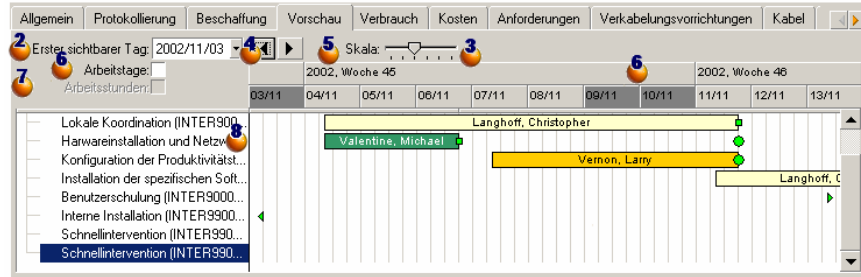 Allgemein Protokollierung Beschaffung Vorschau Verbrauch Kosten Anforderungen Verkabelungsvorrichtungen Kabel
2 Erster sichtbarer Tag: 2002/11/03 4 5 Skala: 3
6 Arbeitstage: 6
7 Arbeitsstunden:
2002, Woche 45 2002, Woche 46
03/11 04/11 05/11 06/11 07/11 08/11 09/11 10/11 11/11 12/11 13/11
Lokale Koordination (INTER900... Langhoff, Christopher
Harwareinstallation und Netzw 8 Valentine, Michael
Konfiguration der Produktivitätst... Vernon, Larry
Installation der spezifischen Soft... Langhoff, C
Benutzerschulung (INTER9000...
Interne Installation (INTER9900...
Schnellintervention (INTER990...
Schnellintervention (INTER990...